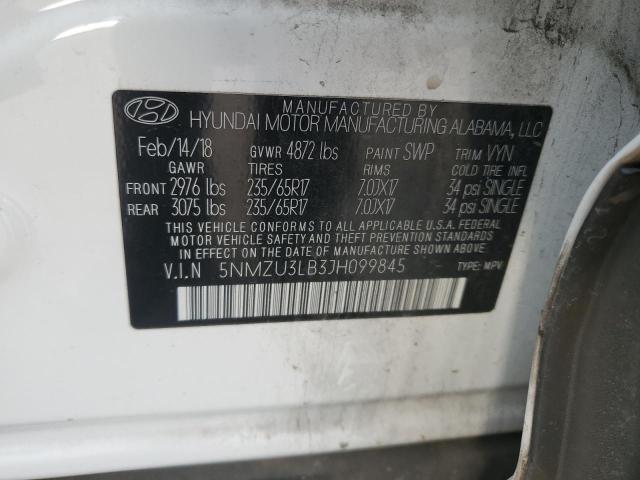 MANUFACTURED BY
HYUNDAI MOTOR MANUFACTURING ALABAMA, LLC
Feb/14/18 GVWR 4872 lbs PAINT SWP TRIM VYN
GAWR TIRES RIMS COLD TIRE INFL
FRONT 2976 lbs 235/65R17 7.0JX17 34 psi SINGLE
REAR 3075 lbs 235/65R17 7.0JX17 34 psi SINGLE
THIS VEHICLE CONFORMS TO ALL APPLICABLE U.S.A. FEDERAL
MOTOR VEHICLE SAFETY AND THEFT PREVENTION STANDARDS IN
EFFECT ON THE DATE OF MANUFACTURE SHOWN ABOVE.
V.I.N 5NMZU3LB3JH099845 TYPE: MPV